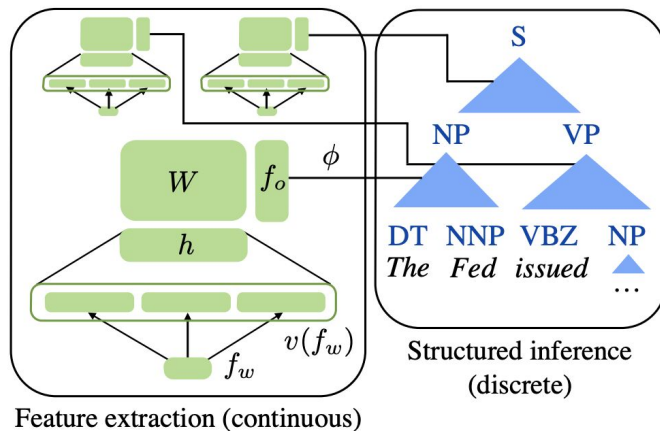 S
NP VP
ϕ
W f_o
h
DT NNP VBZ NP
The Fed issued
...
v(f_w)
f_w
Structured inference
(discrete)
Feature extraction (continuous)